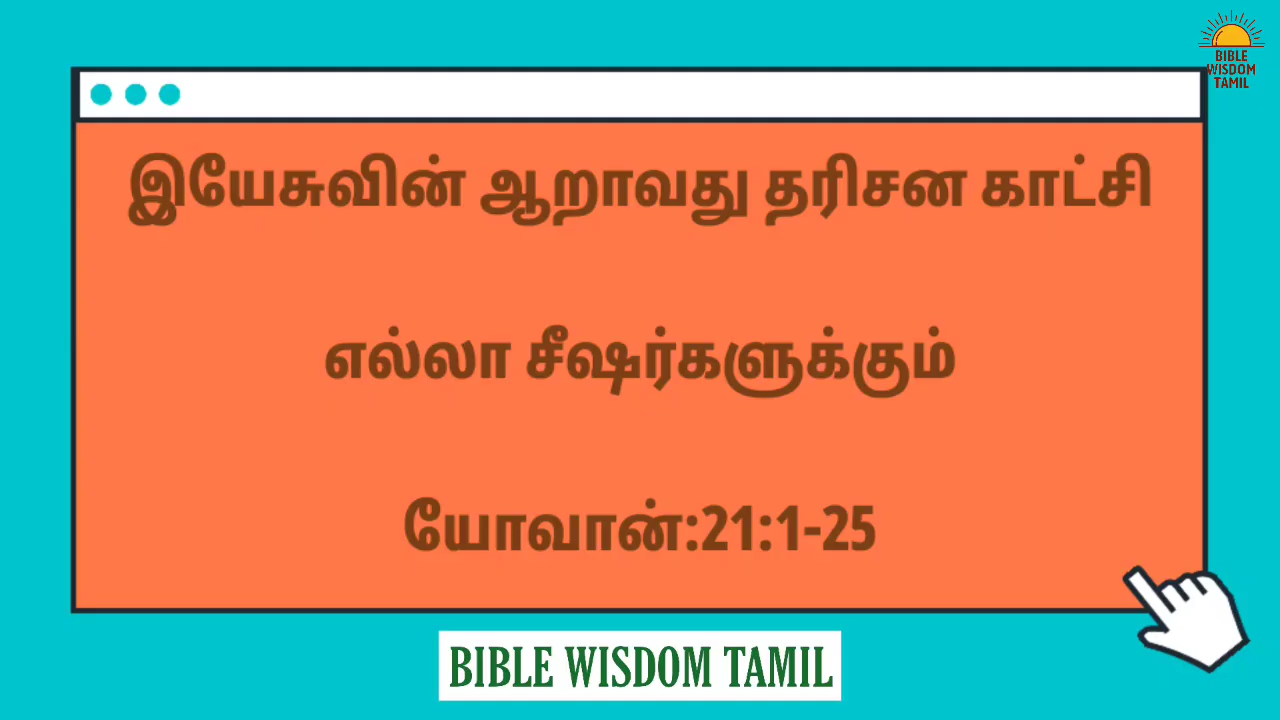 BIBLE
WISDOM
TAMIL
இயேசுவின் ஆறாவது தரிசன காட்சி
எல்லா சீஷர்களுக்கும்
யோவான்:21:1-25
BIBLE WISDOM TAMIL